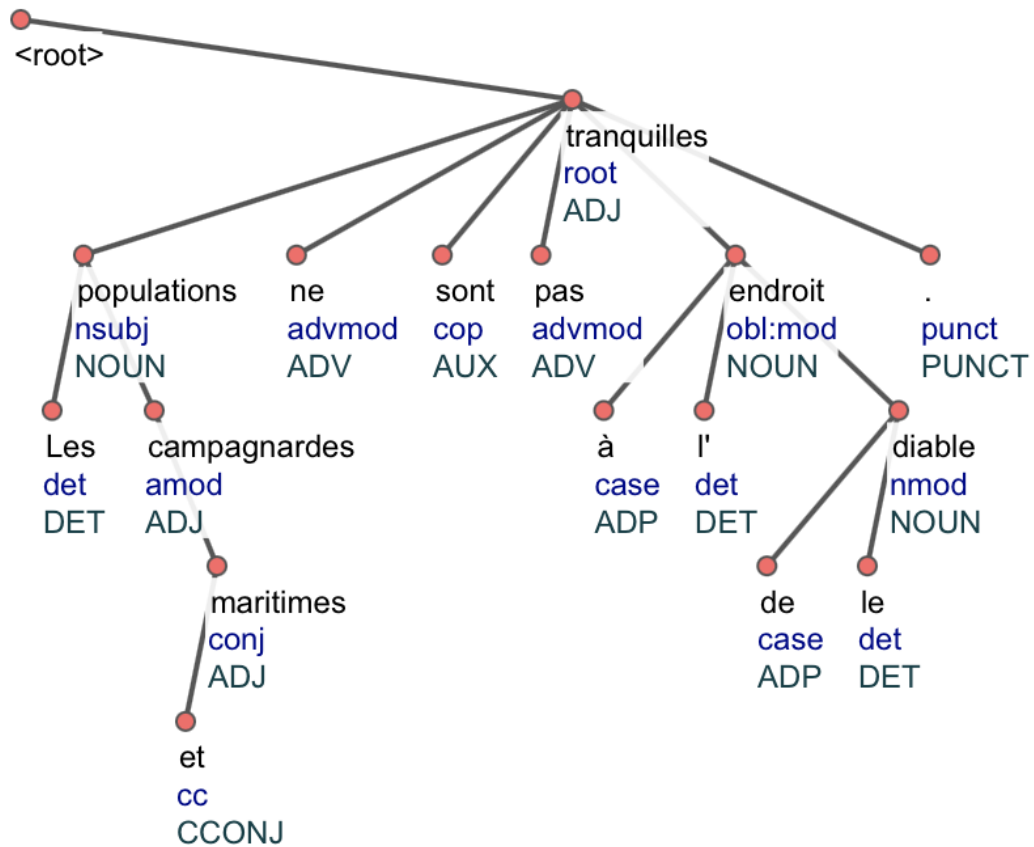 <root>
tranquilles
root
ADJ
populations ne sont pas endroit .
nsubj advmod cop advmod obl:mod punct
NOUN ADV AUX ADV NOUN PUNCT
Les campagnardes à l' diable
det amod case det nmod
DET ADJ ADP DET NOUN
maritimes de le
conj case det
ADJ ADP DET
et
cc
CCONJ